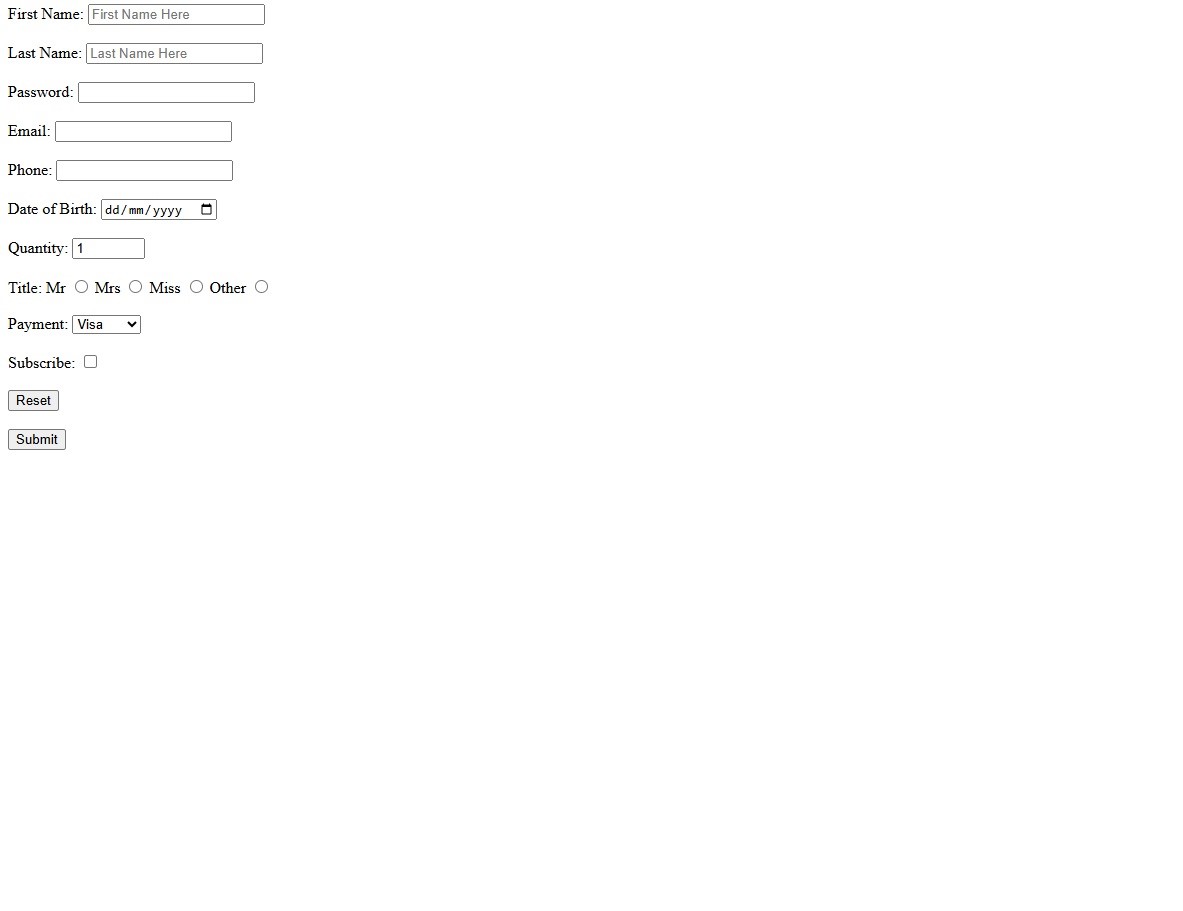 First Name: First Name Here
Last Name: Last Name Here
Password:
Email:
Phone:
Date of Birth: dd/mm/yyyy
Quantity: 1
Title: Mr Mrs Miss Other
Payment: Visa
Subscribe:
Reset
Submit